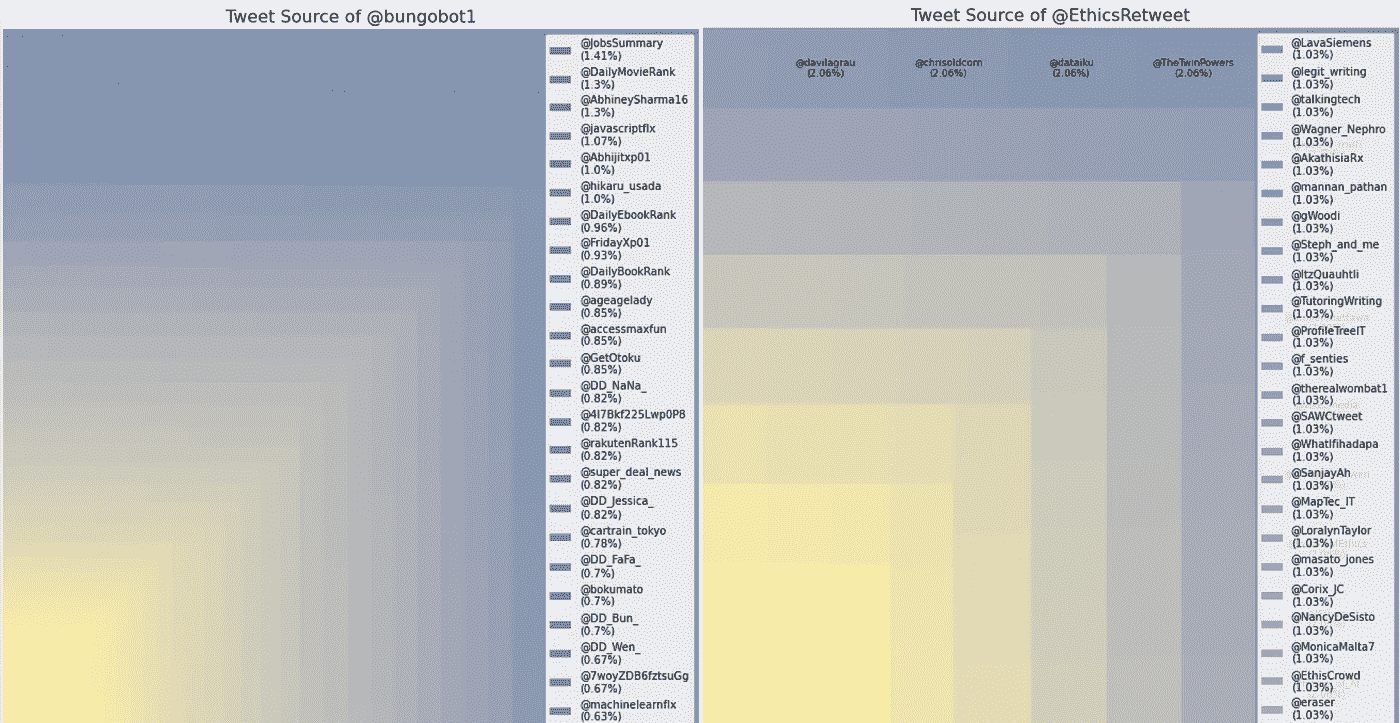 Tweet Source of @bungobot1
@JobsSummary
(1.41%)
@DailyMovieRank
(1.3%)
@AbhineySharma16
(1.3%)
@javascriptflx
(1.07%)
@Abhijitxp01
(1.0%)
@hikaru_usada
(1.0%)
@DailyEbookRank
(0.96%)
@FridayXp01
(0.93%)
@DailyBookRank
(0.89%)
@ageagelady
(0.85%)
@accessmaxfun
(0.85%)
@GetOtoku
(0.85%)
@DD_NaNa_
(0.82%)
@4I7Bkf225Lwp0P8
(0.82%)
@rakutenRank115
(0.82%)
@super_deal_news
(0.82%)
@DD_Jessica_
(0.82%)
@cartrain_tokyo
(0.78%)
@DD_FaFa_
(0.7%)
@bokumato
(0.7%)
@DD_Bun_
(0.7%)
@DD_Wen_
(0.67%)
@7woyZDB6fztsuGg
(0.67%)
@machinelearnflx
(0.63%)
Tweet Source of @EthicsRetweet
@davilagrau
(2.06%)
@chrisoldcorn
(2.06%)
@dataiku
(2.06%)
@TheTwinPowers
(2.06%)
@LavaSiemens
(1.03%)
@legit_writing
(1.03%)
@talkingtech
(1.03%)
@Wagner_Nephro
(1.03%)
@AkathisiaRx
(1.03%)
@mannan_pathan
(1.03%)
@gWoodi
(1.03%)
@Steph_and_me
(1.03%)
@ItzQuauhtli
(1.03%)
@TutoringWriting
(1.03%)
@ProfileTreeIT
(1.03%)
@f_senties
(1.03%)
@therealwombat1
(1.03%)
@SAWCtweet
(1.03%)
@WhatIfihadapa
(1.03%)
@SanjayAh
(1.03%)
@MapTec_IT
(1.03%)
@LoralynTaylor
(1.03%)
@masato_jones
(1.03%)
@Corix_JC
(1.03%)
@NancyDeSisto
(1.03%)
@MonicaMalta7
(1.03%)
@EthisCrowd
(1.03%)
@eraser
(1.03%)